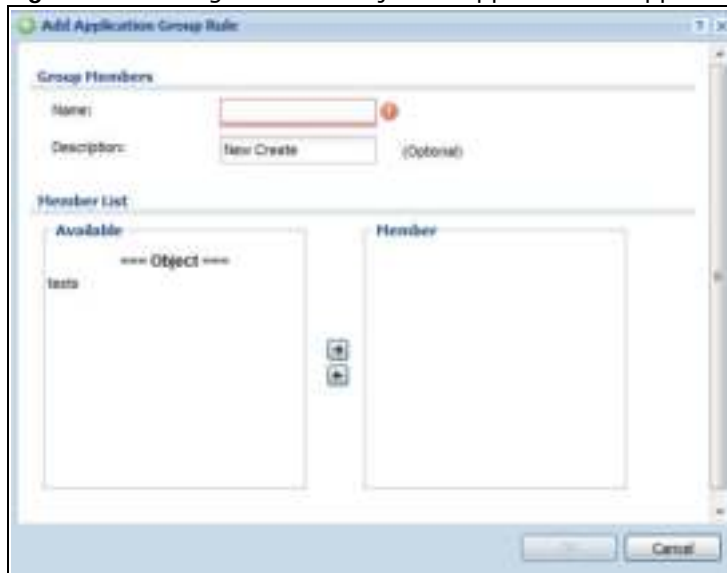 Add Application Group Rule
? x
Group Members
Name:
Description: New Create (Optional)
Member List
Available Member
=== Object ===
tests
Cancel